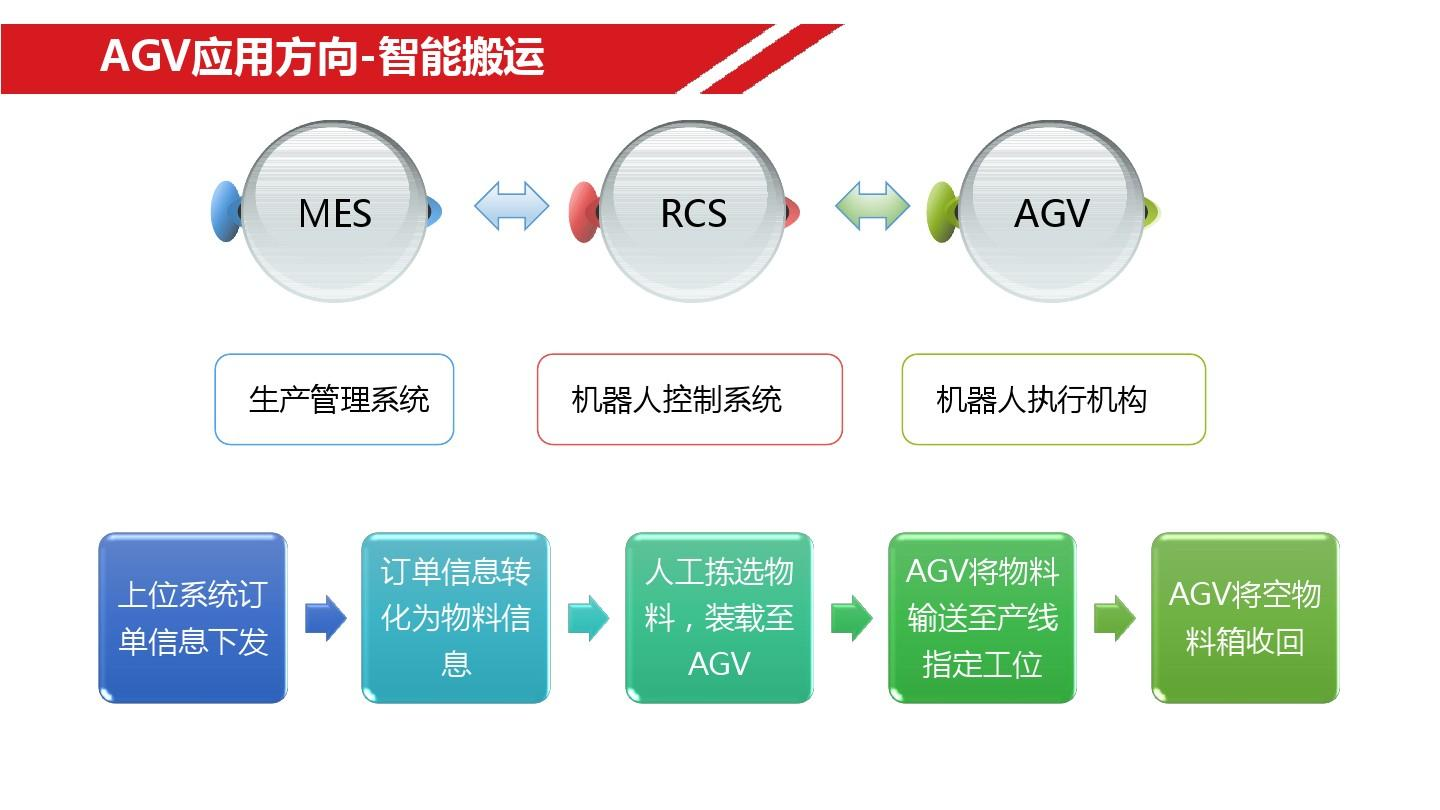 AGV应用方向-智能搬运
MES
RCS
AGV
生产管理系统
机器人控制系统
机器人执行机构
上位系统订
单信息下发
订单信息转
化为物料信
息
人工拣选物
料，装载至
AGV
AGV将物料
输送至产线
指定工位
AGV将空物
料箱收回